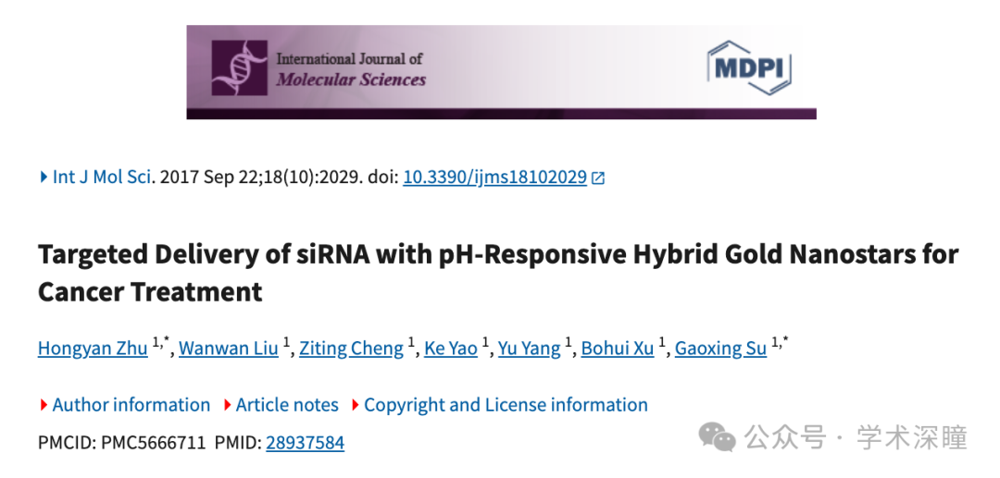 International Journal of
Molecular Sciences
MDPI
Int J Mol Sci. 2017 Sep 22;18(10):2029. doi: 10.3390/ijms18102029
Targeted Delivery of siRNA with pH-Responsive Hybrid Gold Nanostars for
Cancer Treatment
Hongyan Zhu 1,*, Wanwan Liu 1, Ziting Cheng 1, Ke Yao 1, Yu Yang 1, Bohui Xu 1, Gaoxing Su 1,*
Author information Article notes Copyright and License information
PMCID: PMC5666711 PMID: 28937584
公众号 · 学术深瞳